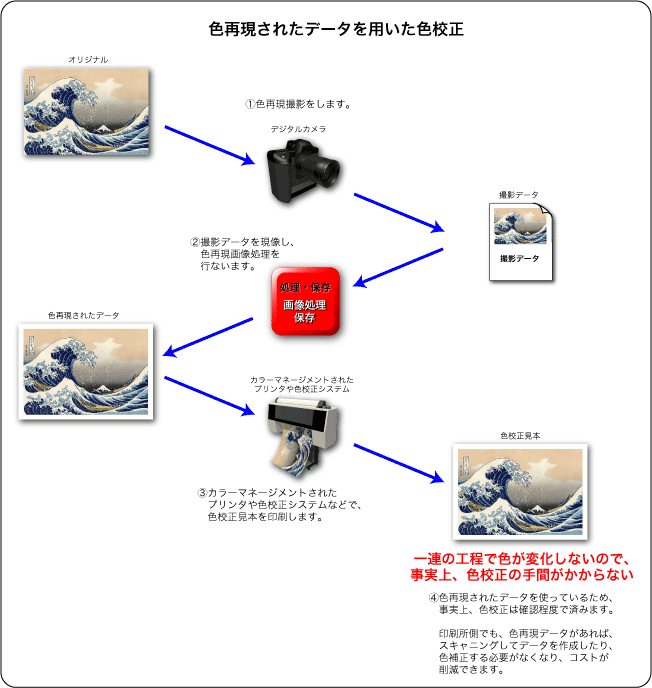 色再現されたデータを用いた色校正
オリジナル
①色再現撮影をします。
デジタルカメラ
撮影データ
撮影データ
②撮影データを現像し、
色再現画像処理を
行ないます。
処理・保存
画像処理
保存
色再現されたデータ
カラーマネージメントされた
プリンタや色校正システム
③カラーマネージメントされた
プリンタや色校正システムなどで、
色校正見本を印刷します。
色校正見本
一連の工程で色が変化しないので、
事実上、色校正の手間がかからない
④色再現されたデータを使っているため、
事実上、色校正は確認程度で済みます。
印刷所側でも、色再現データがあれば、
スキャニングしてデータを作成したり、
色補正する必要がなくなり、コストが
削減できます。